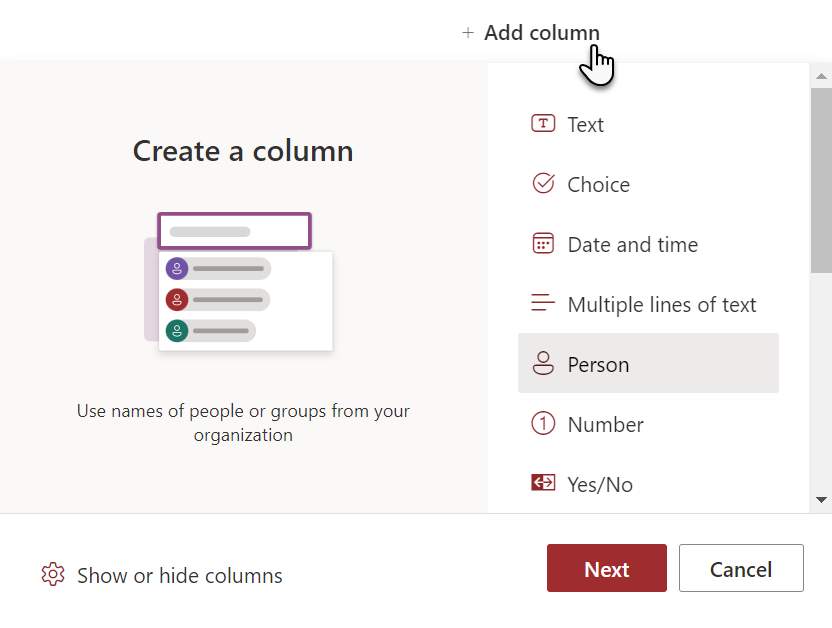 + Add column
Create a column
Use names of people or groups from your
organization
Text
Choice
Date and time
Multiple lines of text
Person
Number
Yes/No
Show or hide columns
Next
Cancel